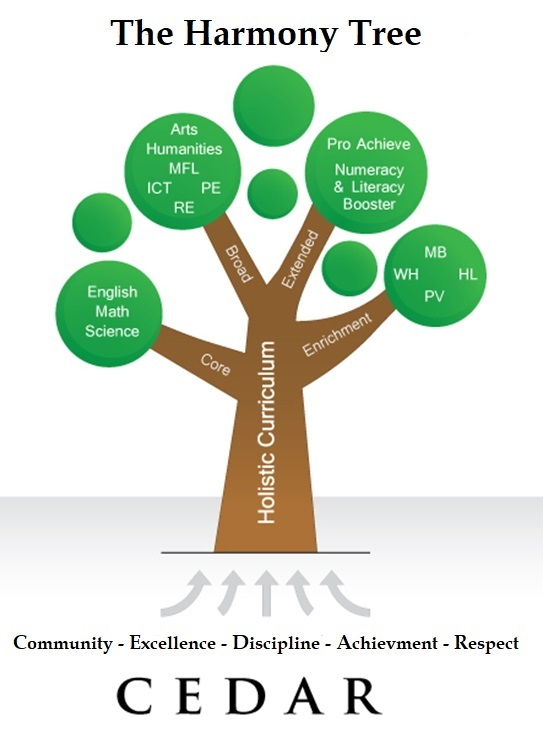 The Harmony Tree
Arts
Humanities
MFL
ICT PE
RE
Pro Achieve
Numeracy
& Literacy
Booster
English
Math
Science
MB
WH HL
PV
Broad
Extended
Core
Enrichment
Holistic Curriculum
Community - Excellence - Discipline - Achievment - Respect
CEDAR